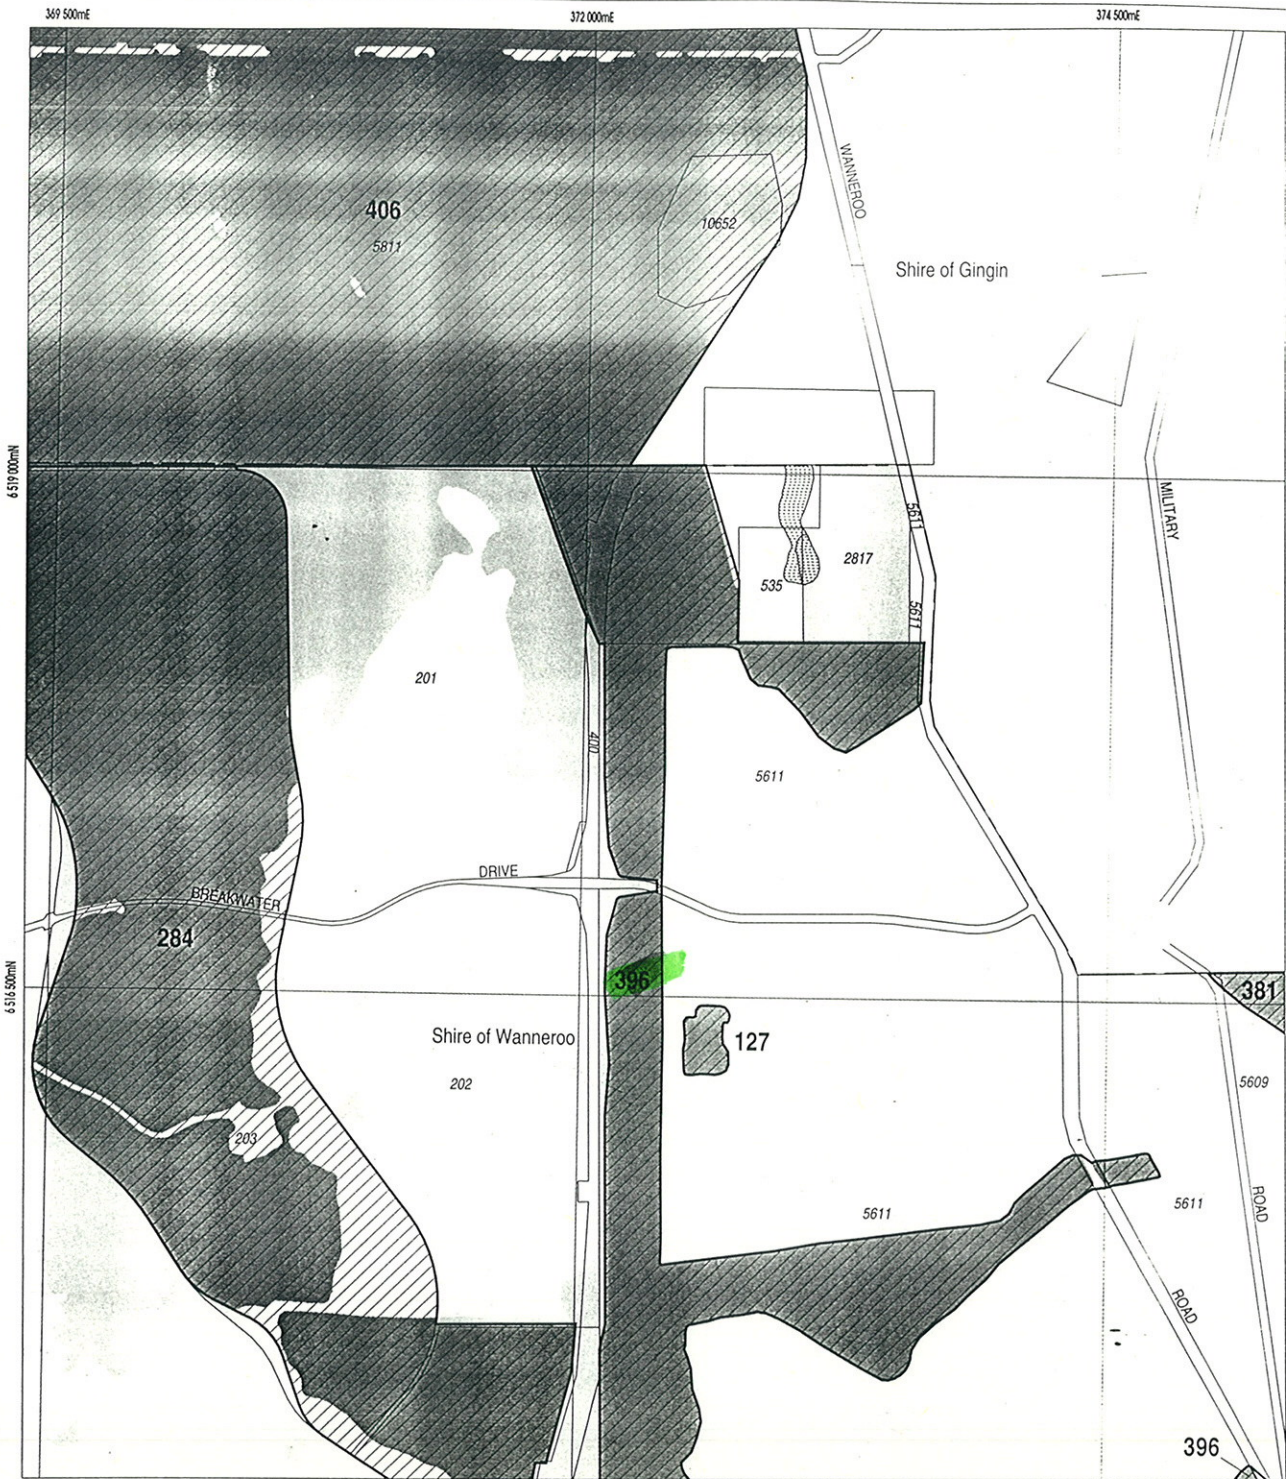 369 500mE
372 000mE
374 500mE
WANNEROO
406
10652
5811
Shire of Gingin
6 519 000mN
MILITARY
5611
2817
535
5611
201
400
5611
DRIVE
BREAKWATER
284
396
6 516 500mN
381
Shire of Wanneroo
127
202
5609
203
5611
5611
ROAD
ROAD
396